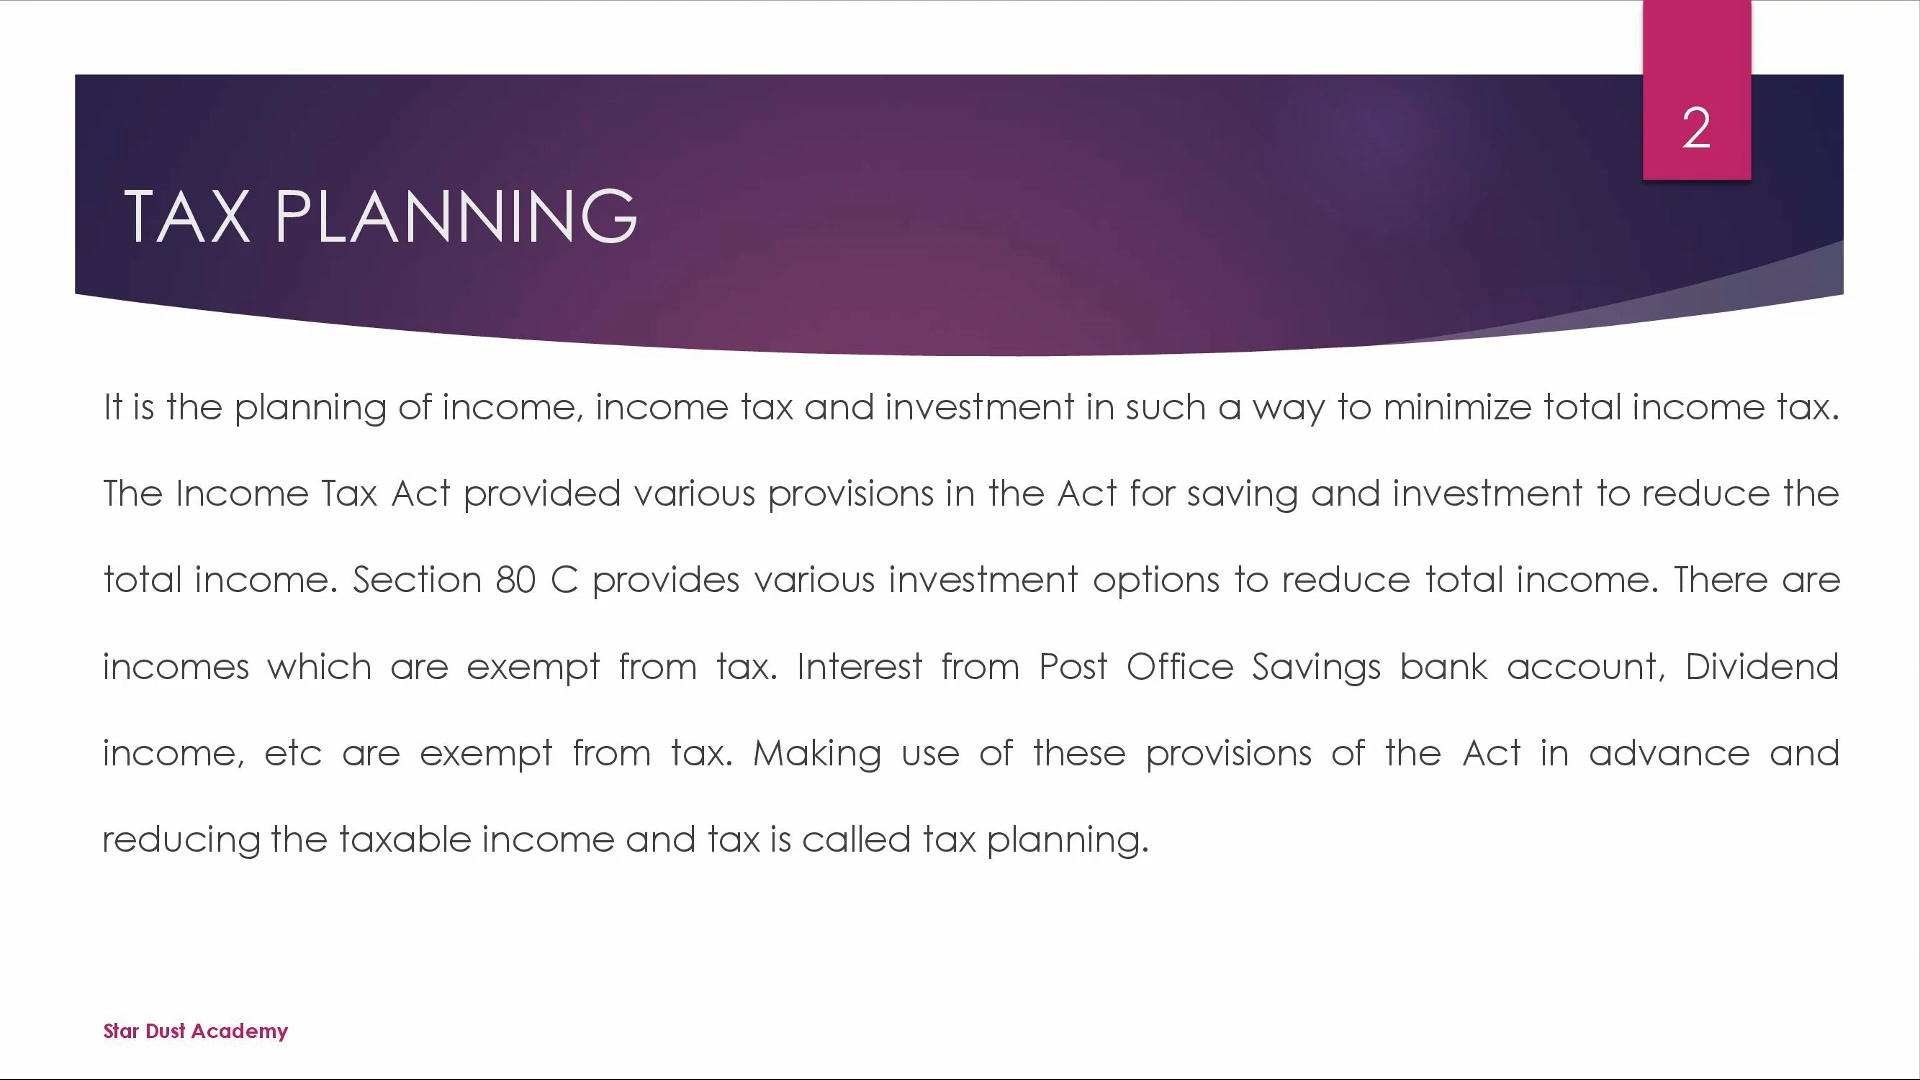 2
TAX PLANNING
It is the planning of income, income tax and investment in such a way to minimize total income tax.
The Income Tax Act provided various provisions in the Act for saving and investment to reduce the
total income. Section 80 C provides various investment options to reduce total income. There are
incomes which are exempt from tax. Interest from Post Office Savings bank account, Dividend
income, etc are exempt from tax. Making use of these provisions of the Act in advance and
reducing the taxable income and tax is called tax planning.
Star Dust Academy